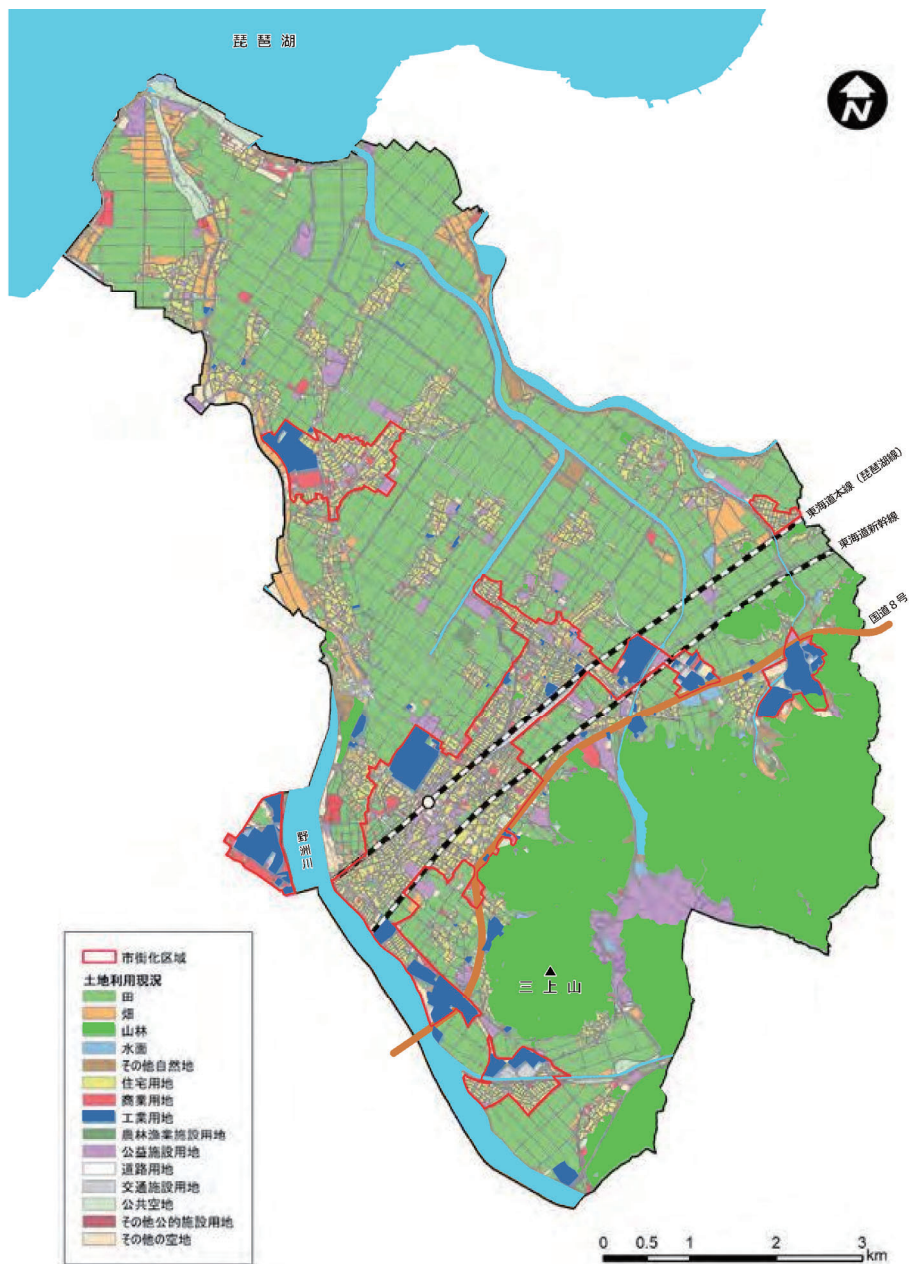 琵琶湖
N
東海道本線（琵琶湖線）
東海道新幹線
国道8号
野洲川
三上山
市街化区域
土地利用現況
田
畑
山林
水面
その他自然地
住宅用地
商業用地
工業用地
農林漁業施設用地
公益施設用地
道路用地
交通施設用地
公共空地
その他公的施設用地
その他の空地
0 0.5 1 2 3
km